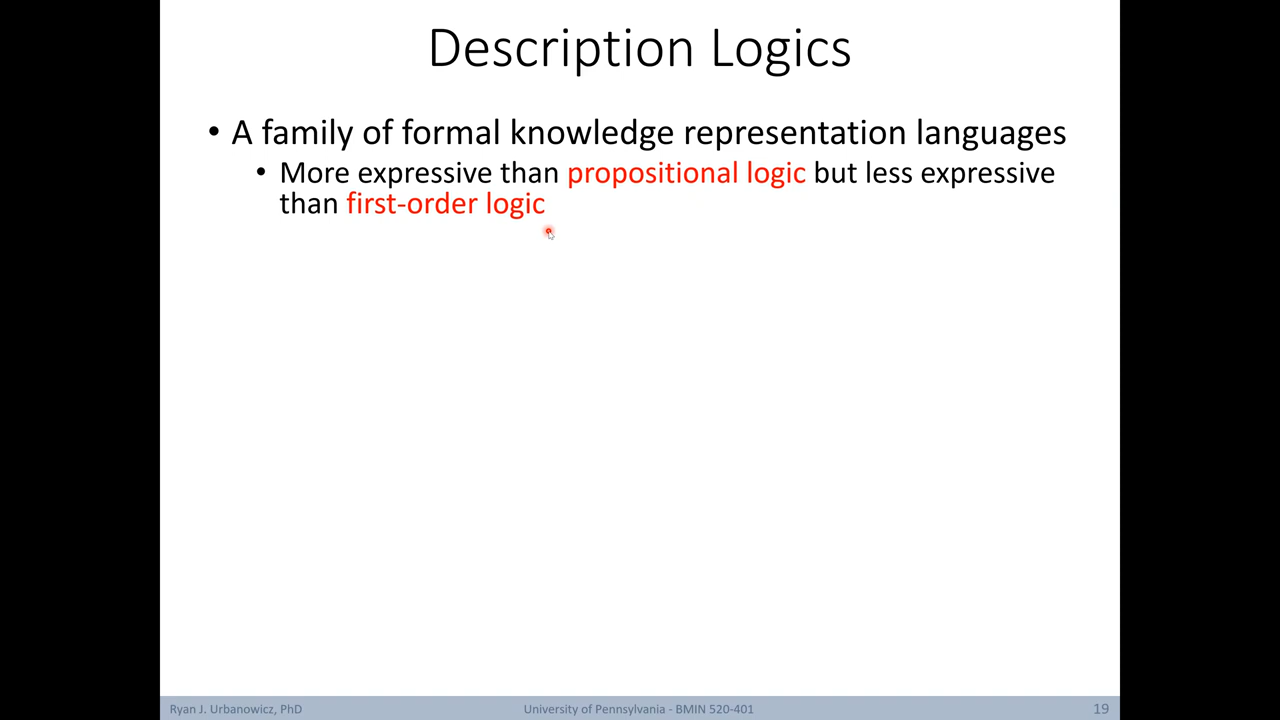 Description Logics
• A family of formal knowledge representation languages
• More expressive than propositional logic but less expressive
than first-order logic
Ryan J. Urbanowicz, PhD
University of Pennsylvania - BMIN 520-401
19